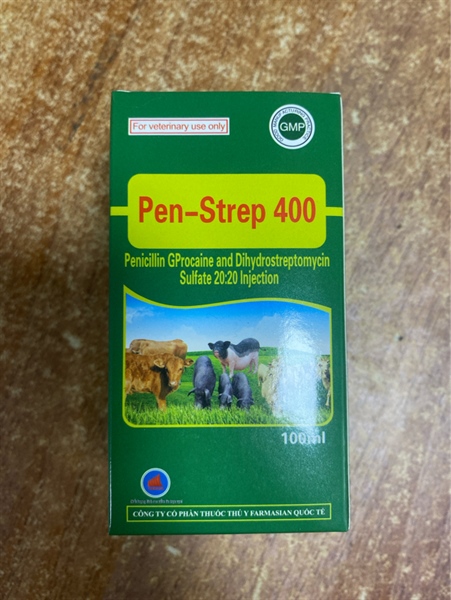 For veterinary use only
GMP
Pen-Strep 400
Penicillin GProcaine and Dihydrostreptomycin
Sulfate 20:20 Injection
100ml
CÔNG TY CỔ PHẦN THUỐC THÚ Y FARMASIAN QUỐC TẾ